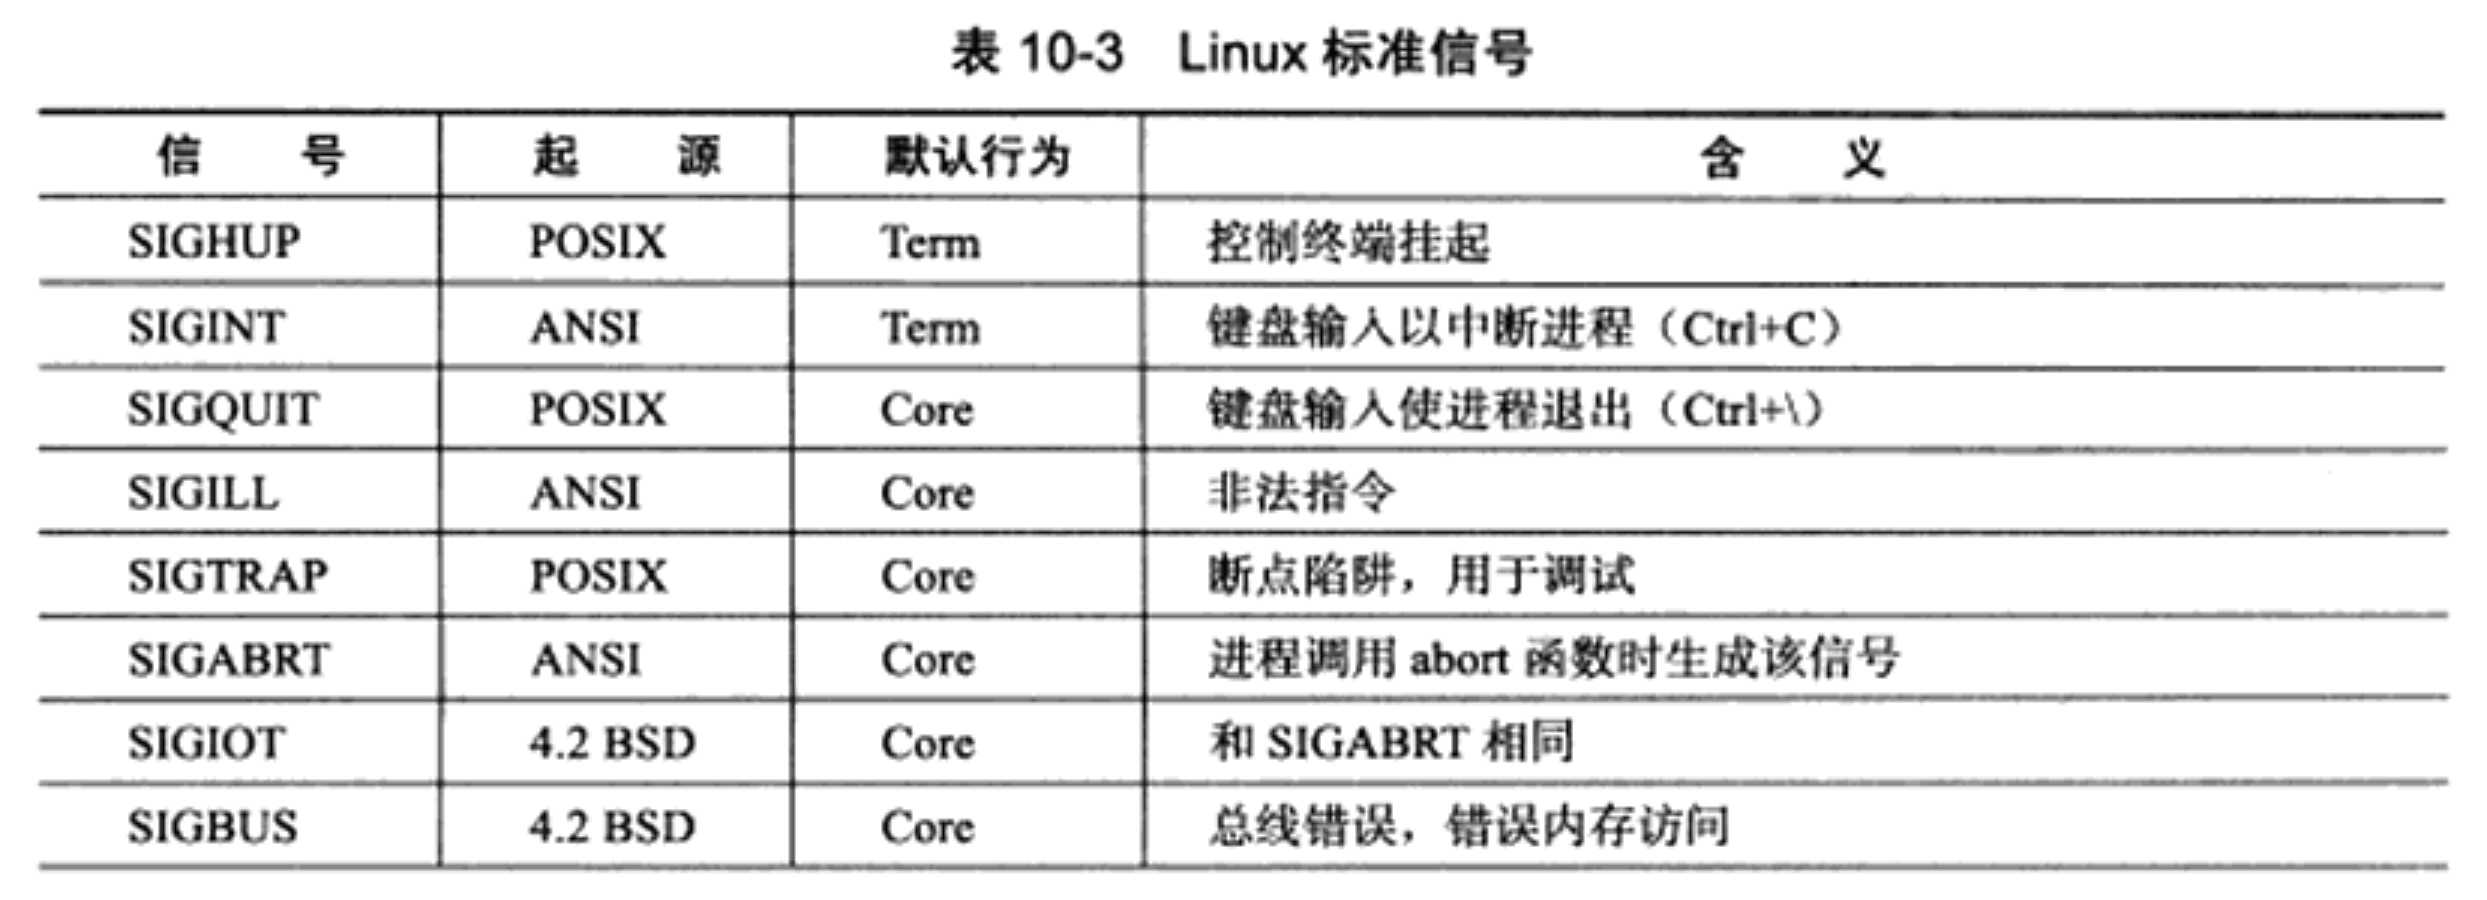 表 10-3 Linux 标准信号
信 号 起 源 默认行为 含 义
SIGHUP POSIX Term 控制终端挂起
SIGINT ANSI Term 键盘输入以中断进程（Ctrl+C）
SIGQUIT POSIX Core 键盘输入使进程退出（Ctrl+\）
SIGILL ANSI Core 非法指令
SIGTRAP POSIX Core 断点陷阱，用于调试
SIGABRT ANSI Core 进程调用 abort 函数时生成该信号
SIGIOT 4.2 BSD Core 和 SIGABRT 相同
SIGBUS 4.2 BSD Core 总线错误，错误内存访问